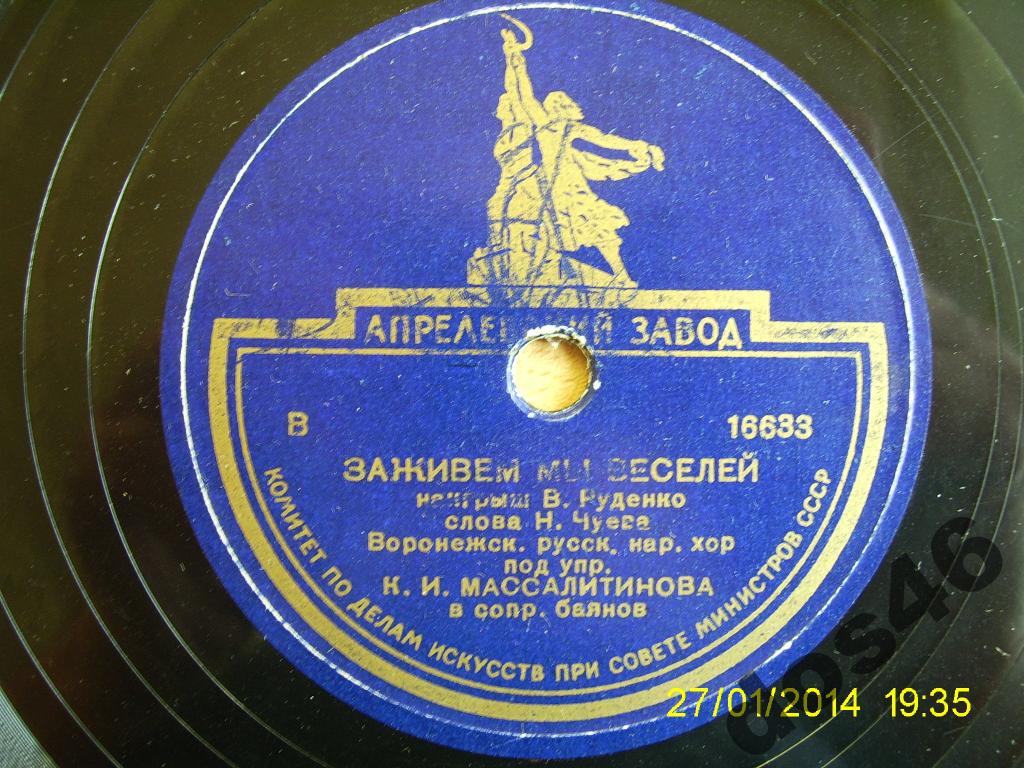 АПРЕЛЕВСКИЙ ЗАВОД
В 16633
ЗАЖИВЕМ МЫ ВЕСЕЛЕЙ
наигрыш В. Руденко
слова Н. Чуева
Воронежск. русск. нар. хор
под упр.
К. И. МАССАЛИТИНОВА
в сопр. баянов
КОМИТЕТ ПО ДЕЛАМ ИСКУССТВ ПРИ СОВЕТЕ МИНИСТРОВ СССР
27/01/2014 19:35
dps46